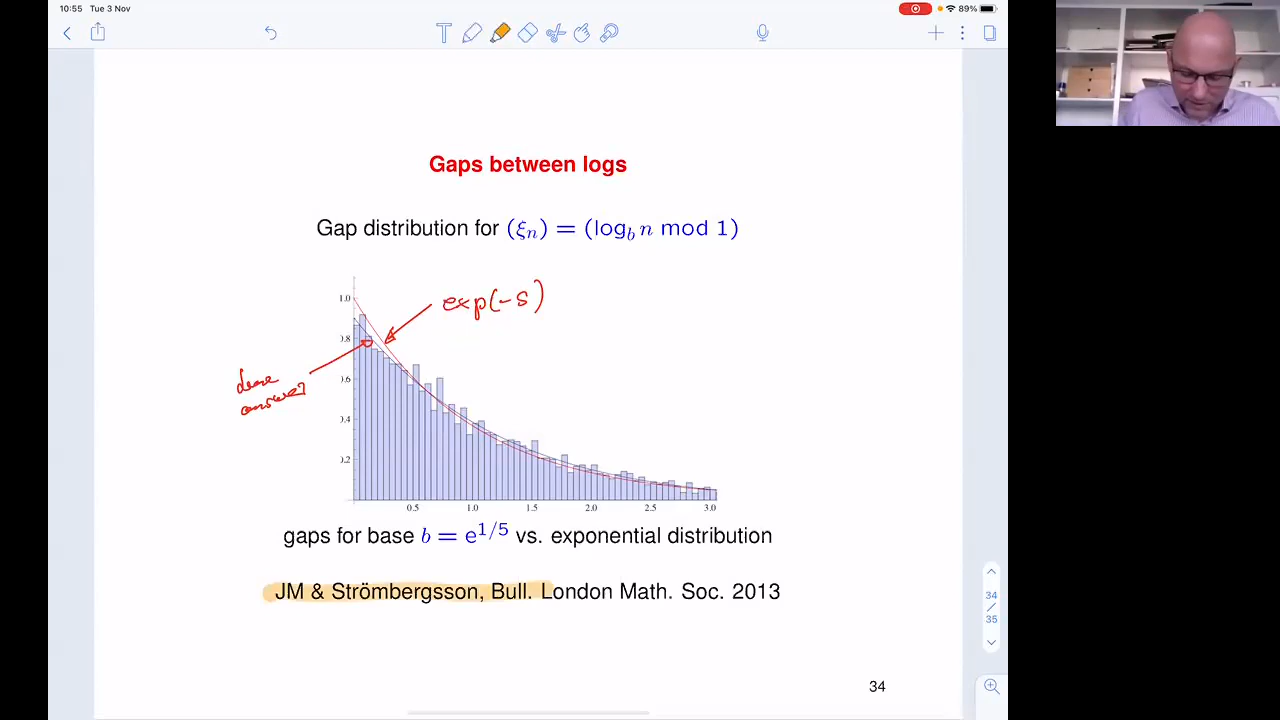 10:55 Tue 3 Nov
89%
Gaps between logs
Gap distribution for (ξₙ) = (log_b n mod 1)
exp(-s)
1.0
0.8
0.6
0.4
0.2
answer
0.5 1.0 1.5 2.0 2.5 3.0
gaps for base b = e^{1/5} vs. exponential distribution
JM & Strömbergsson, Bull. London Math. Soc. 2013
34
/
35
34